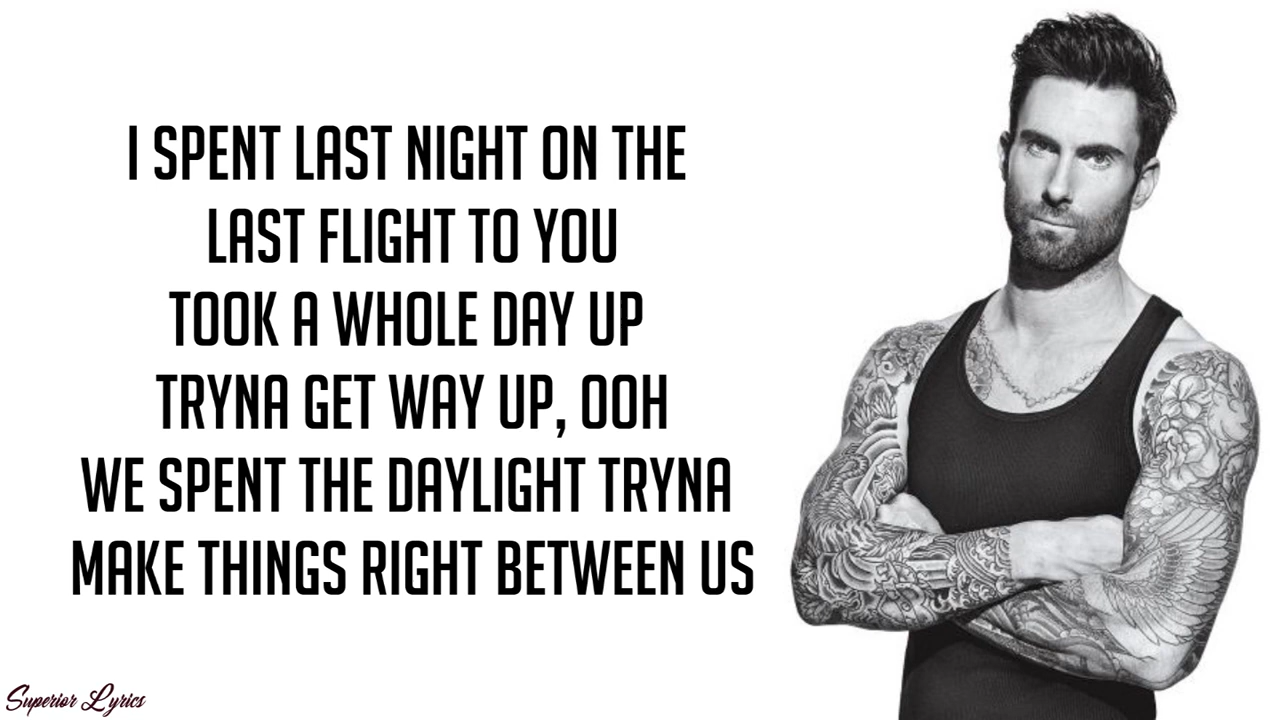 I SPENT LAST NIGHT ON THE
LAST FLIGHT TO YOU
TOOK A WHOLE DAY UP
TRYNA GET WAY UP, OOH
WE SPENT THE DAYLIGHT TRYNA
MAKE THINGS RIGHT BETWEEN US
Superior Lyrics